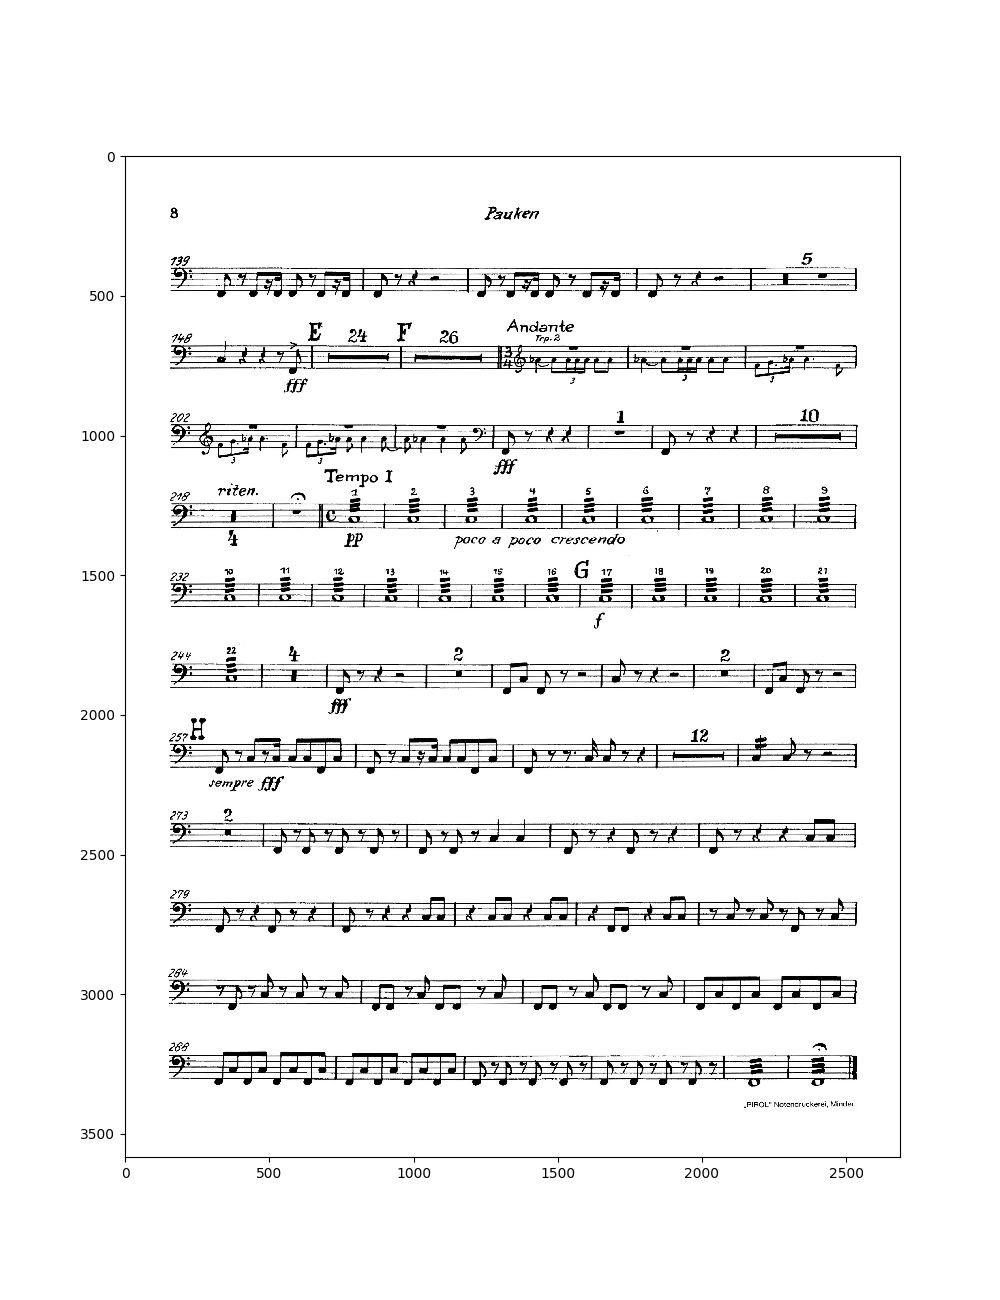 8 Pauken
139 5
148 E 24 F 26 Andante
Trp. 2
3 4
3 3 3
fff
202 1 10
3 3
fff
Tempo I
218 riten. 1 2 3 4 5 6 7 8 9
4 pp poco a poco crescendo
232 10 11 12 13 14 15 16 G 17 18 19 20 21
f
244 22 4 2 2
fff
H
257 12
sempre fff
273 2
279
284
288
„PIROL" Notendruckerei, Minden
0
500
1000
1500
2000
2500
3000
3500
0 500 1000 1500 2000 2500